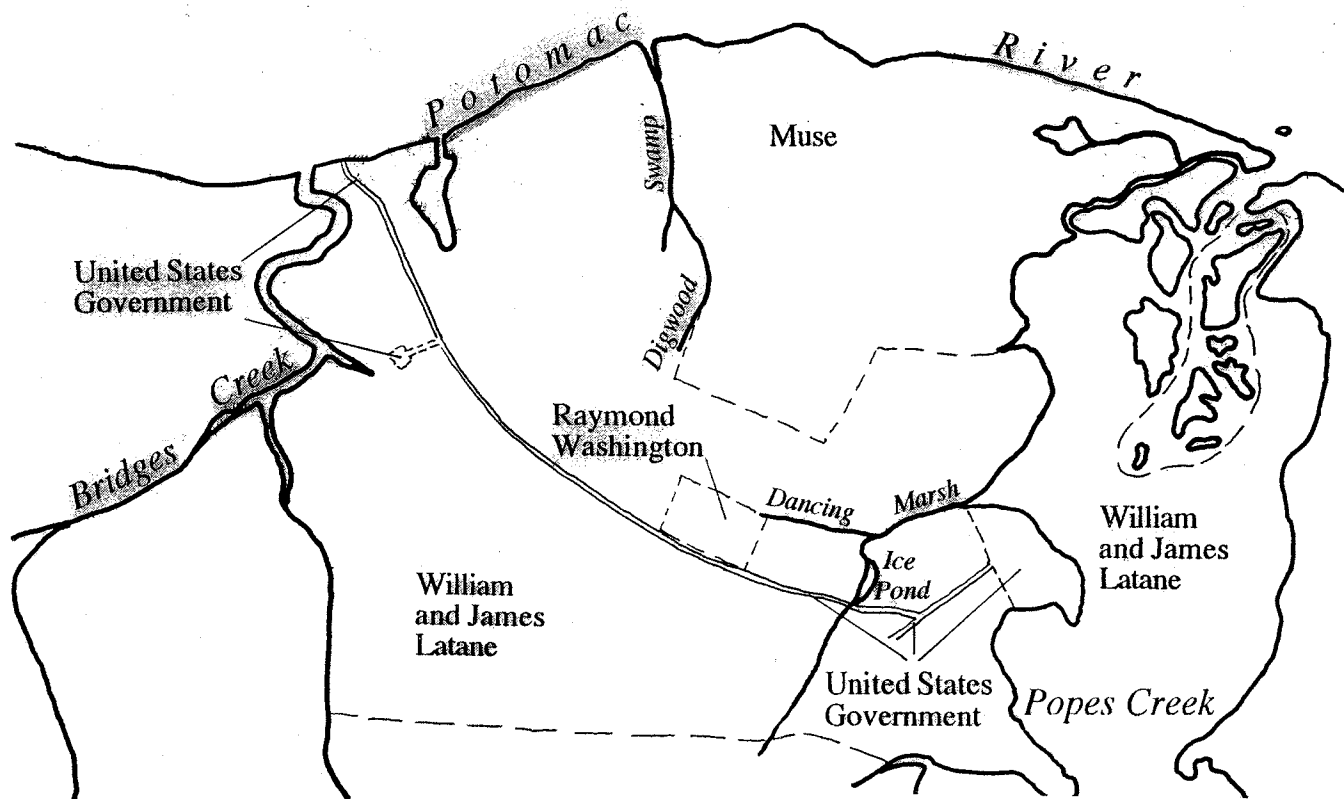 Potomac
River
Swamp
Muse
United States
Government
Digwood
Creek
Bridges
Raymond
Washington
Dancing
Marsh
Ice
Pond
William
and James
Latane
William
and James
Latane
United States
Government
Popes Creek